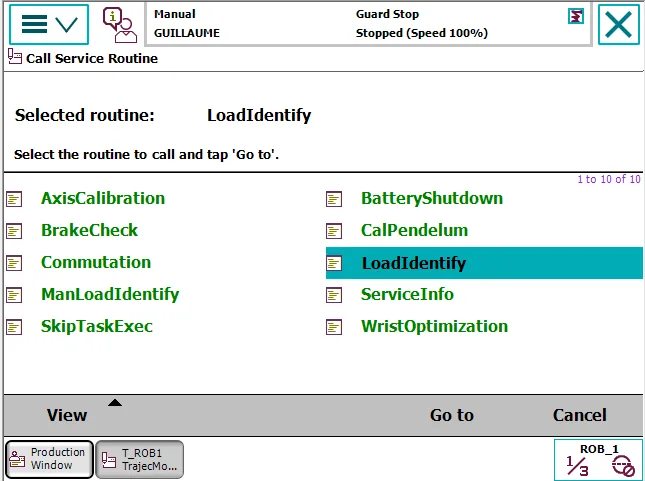 Manual Guard Stop
GUILLAUME Stopped (Speed 100%)
Call Service Routine
Selected routine: LoadIdentify
Select the routine to call and tap 'Go to'.
1 to 10 of 10
AxisCalibration BatteryShutdown
BrakeCheck CalPendelum
Commutation LoadIdentify
ManLoadIdentify ServiceInfo
SkipTaskExec WristOptimization
View Go to Cancel
Production Window
T_ROB1
TrajecMo...
ROB_1
1/3